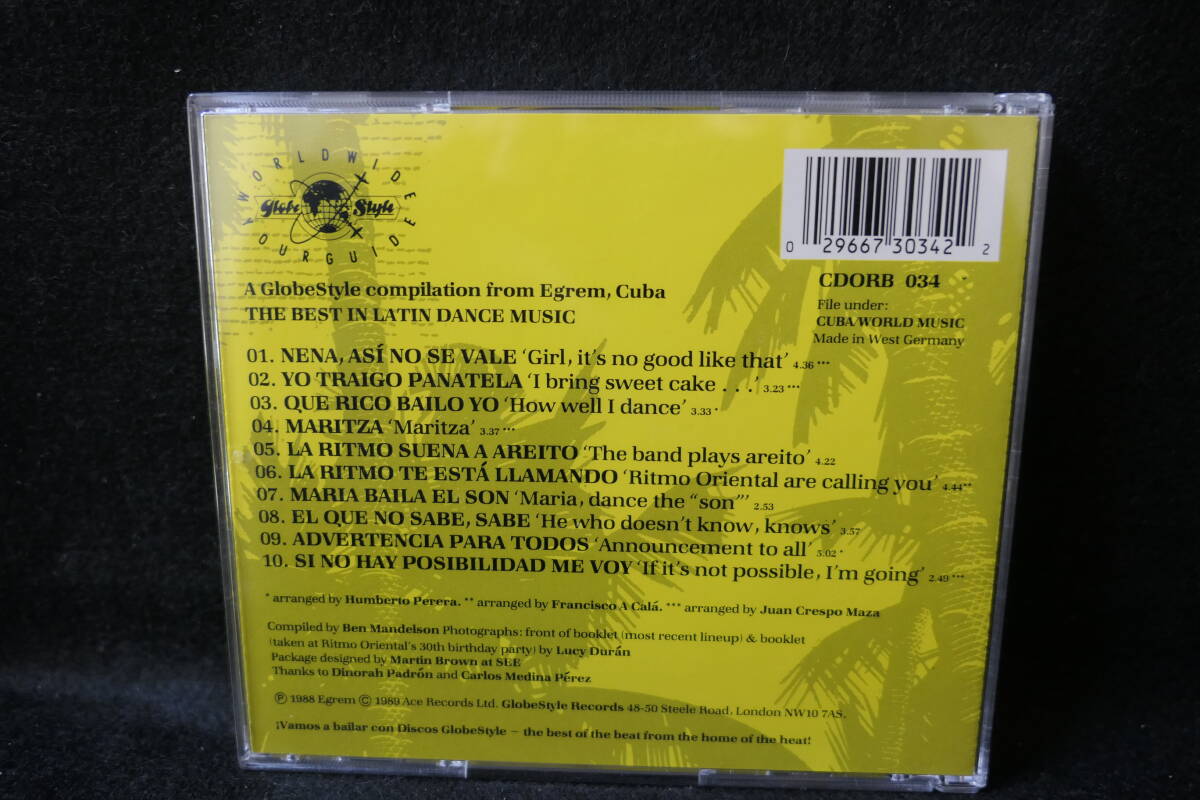 WORLDWIDE
Globe Style
YOUR GUIDE
0 29667 30342 2
CDORB 034
File under:
CUBA/WORLD MUSIC
Made in West Germany
A GlobeStyle compilation from Egrem, Cuba
THE BEST IN LATIN DANCE MUSIC
01. NENA, ASÍ NO SE VALE ‘Girl, it’s no good like that’ 4.36 ***
02. YO TRAIGO PANATELA ‘I bring sweet cake . . .’ 3.23 ***
03. QUE RICO BAILO YO ‘How well I dance’ 3.33 *
04. MARITZA ‘Maritza’ 3.37 ***
05. LA RITMO SUENA A AREITO ‘The band plays areito’ 4.22
06. LA RITMO TE ESTÁ LLAMANDO ‘Ritmo Oriental are calling you’ 4.44 **
07. MARIA BAILA EL SON ‘Maria, dance the “son”’ 2.53
08. EL QUE NO SABE, SABE ‘He who doesn’t know, knows’ 3.57
09. ADVERTENCIA PARA TODOS ‘Announcement to all’ 5.02 *
10. SI NO HAY POSIBILIDAD ME VOY ‘If it’s not possible, I’m going’ 2.49 ***
* arranged by Humberto Perera. ** arranged by Francisco A Calá. *** arranged by Juan Crespo Maza
Compiled by Ben Mandelson Photographs: front of booklet (most recent lineup) & booklet
(taken at Ritmo Oriental’s 30th birthday party) by Lucy Durán
Package designed by Martin Brown at SEE
Thanks to Dinorah Padrón and Carlos Medina Pérez
Ⓟ 1988 Egrem © 1989 Ace Records Ltd. GlobeStyle Records 48-50 Steele Road, London NW10 7AS.
¡Vamos a bailar con Discos GlobeStyle – the best of the beat from the home of the heat!